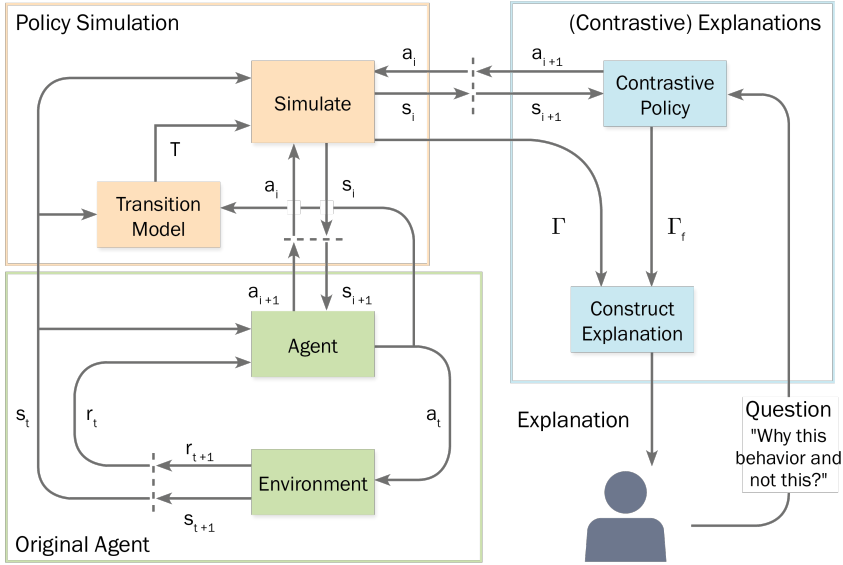 Policy Simulation
(Contrastive) Explanations
a i
a i +1
Simulate
Contrastive
Policy
s i
s i +1
T
a i
s i
Transition
Model
Γ
Γ f
a i +1
s i +1
Construct
Explanation
Agent
s t
r t
a t
Explanation
Question
"Why this
behavior and
not this?"
r t +1
Environment
s t +1
Original Agent